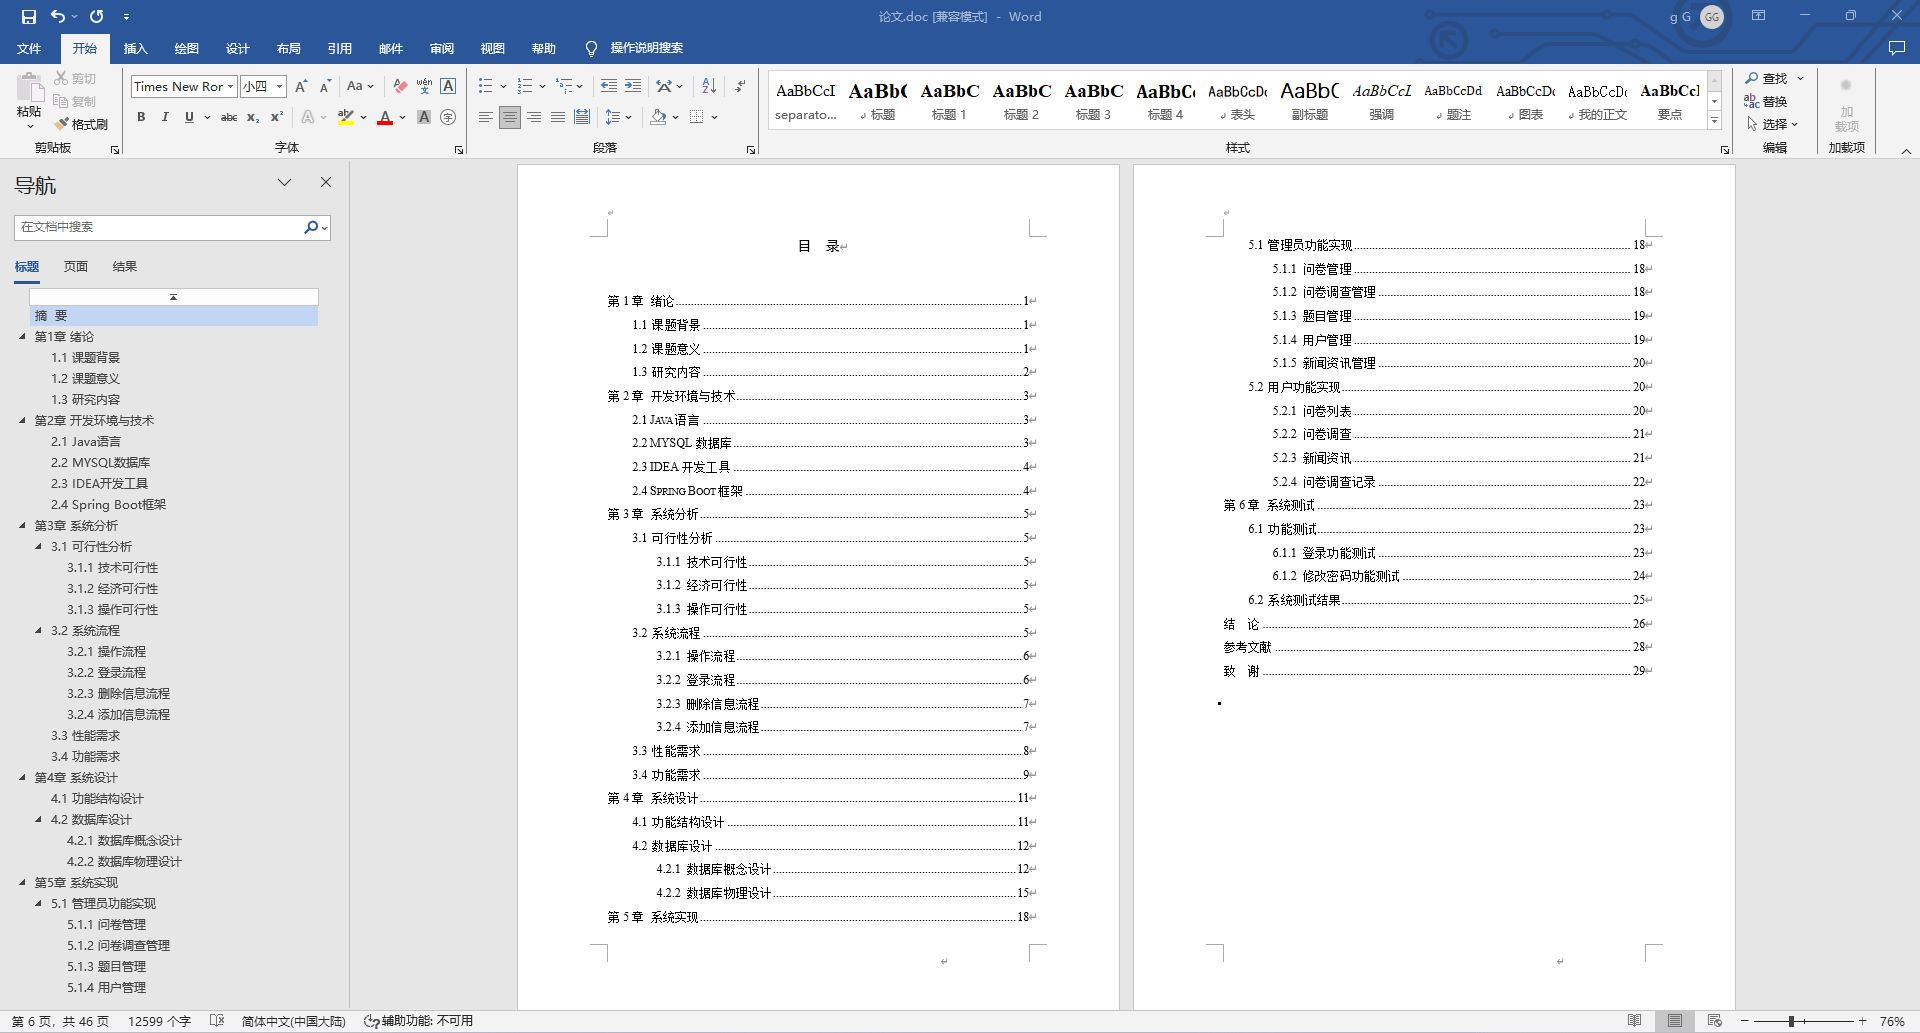 论文.doc [兼容模式] - Word
g G
GG
文件 开始 插入 绘图 设计 布局 引用 邮件 审阅 视图 帮助 操作说明搜索
粘贴
剪切
复制
格式刷
剪贴板
Times New Ror 小四
字体
段落
AaBbCcI AaBb( AaBbC AaBbC AaBbC AaBbC( AaBbCcDc AaBbC AaBbCcL AaBbCcDd AaBbCcDc AaBbCcDc AaBbCcI
separato... 标题 标题 1 标题 2 标题 3 标题 4 表头 副标题 强调 题注 图表 我的正文 要点
样式
查找
替换
选择
编辑
加
载项
加载项
导航
在文档中搜索
标题 页面 结果
摘 要
第1章 绪论
1.1 课题背景
1.2 课题意义
1.3 研究内容
第2章 开发环境与技术
2.1 Java语言
2.2 MYSQL数据库
2.3 IDEA开发工具
2.4 Spring Boot框架
第3章 系统分析
3.1 可行性分析
3.1.1 技术可行性
3.1.2 经济可行性
3.1.3 操作可行性
3.2 系统流程
3.2.1 操作流程
3.2.2 登录流程
3.2.3 删除信息流程
3.2.4 添加信息流程
3.3 性能需求
3.4 功能需求
第4章 系统设计
4.1 功能结构设计
4.2 数据库设计
4.2.1 数据库概念设计
4.2.2 数据库物理设计
第5章 系统实现
5.1 管理员功能实现
5.1.1 问卷管理
5.1.2 问卷调查管理
5.1.3 题目管理
5.1.4 用户管理
目 录
第 1 章 绪论 1
1.1 课题背景 1
1.2 课题意义 1
1.3 研究内容 2
第 2 章 开发环境与技术 3
2.1 JAVA 语言 3
2.2 MYSQL 数据库 3
2.3 IDEA 开发工具 4
2.4 SPRING BOOT 框架 4
第 3 章 系统分析 5
3.1 可行性分析 5
3.1.1 技术可行性 5
3.1.2 经济可行性 5
3.1.3 操作可行性 5
3.2 系统流程 5
3.2.1 操作流程 6
3.2.2 登录流程 6
3.2.3 删除信息流程 7
3.2.4 添加信息流程 7
3.3 性能需求 8
3.4 功能需求 9
第 4 章 系统设计 11
4.1 功能结构设计 11
4.2 数据库设计 12
4.2.1 数据库概念设计 12
4.2.2 数据库物理设计 15
第 5 章 系统实现 18
5.1 管理员功能实现 18
5.1.1 问卷管理 18
5.1.2 问卷调查管理 18
5.1.3 题目管理 19
5.1.4 用户管理 19
5.1.5 新闻资讯管理 20
5.2 用户功能实现 20
5.2.1 问卷列表 20
5.2.2 问卷调查 21
5.2.3 新闻资讯 21
5.2.4 问卷调查记录 22
第 6 章 系统测试 23
6.1 功能测试 23
6.1.1 登录功能测试 23
6.1.2 修改密码功能测试 24
6.2 系统测试结果 25
结 论 26
参考文献 28
致 谢 29
第 6 页，共 46 页 12599 个字 简体中文(中国大陆) 辅助功能: 不可用 76%